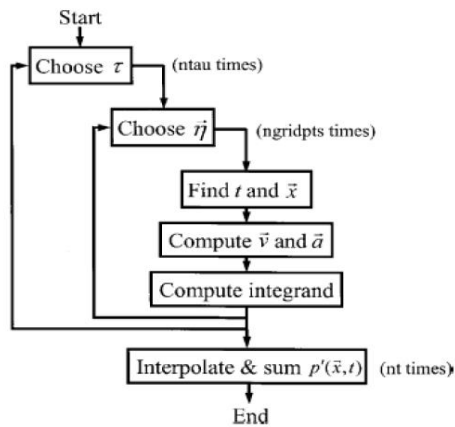 Start
Choose τ (ntau times)
Choose η⃗ (ngridpts times)
Find t and x⃗
Compute v⃗ and a⃗
Compute integrand
Interpolate & sum p′(x⃗,t) (nt times)
End